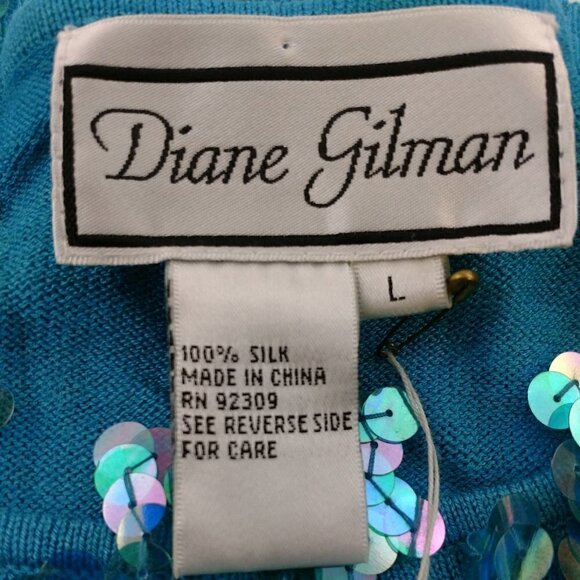 Diane Gilman
L
100% SILK
MADE IN CHINA
RN 92309
SEE REVERSE SIDE
FOR CARE